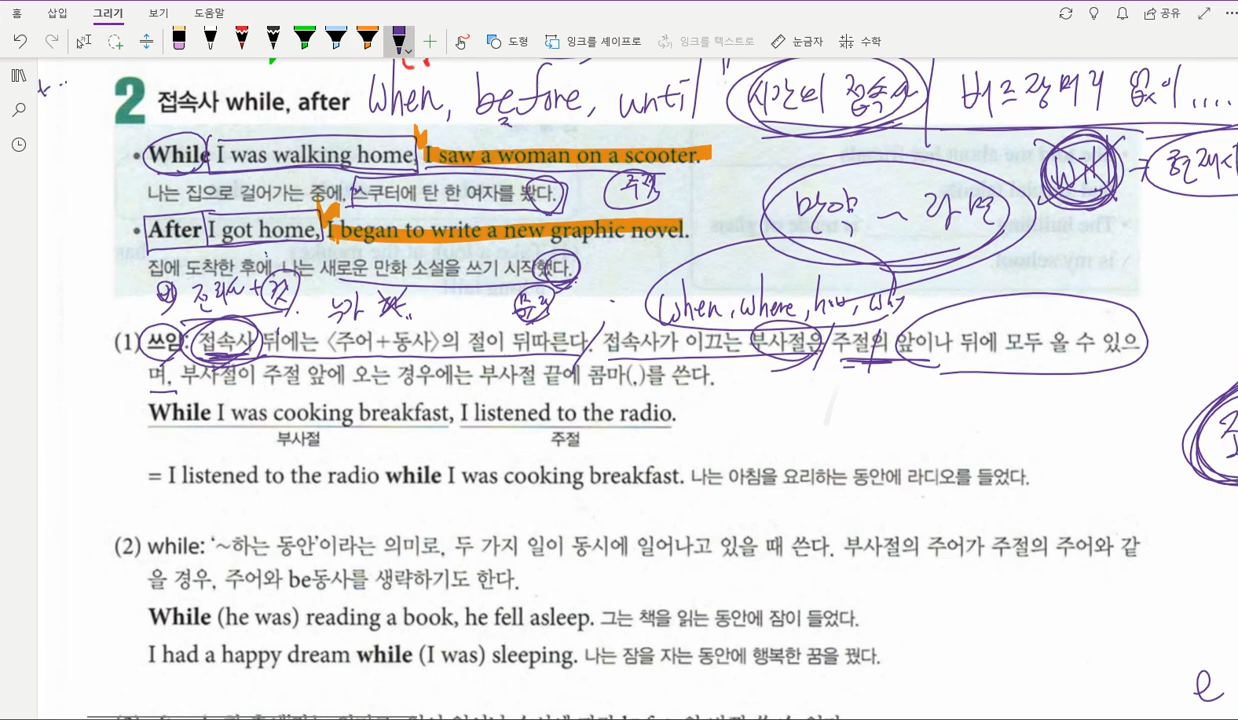 홈 삽입 그리기 보기 도움말
공유
도형 잉크를 셰이프로 잉크를 텍스트로 눈금자 수학
2 접속사 while, after when, before, until 시간의 접속사 버르장머리 없이....
• While I was walking home, I saw a woman on a scooter.
나는 집으로 걸어가는 중에, 쓰쿠터에 탄 한 여자를 봤다. 주절
will =
만약 ~ 라면
• After I got home, I began to write a new graphic novel.
집에 도착한 후에 나는 새로운 만화 소설을 쓰기 시작했다.
when, where, how, why
(1) 쓰임: 접속사 뒤에는 <주어+동사>의 절이 뒤따른다. 접속사가 이끄는 부사절은 주절의 앞이나 뒤에 모두 올 수 있으
며, 부사절이 주절 앞에 오는 경우에는 부사절 끝에 콤마(,)를 쓴다.
While I was cooking breakfast, I listened to the radio.
부사절 주절
= I listened to the radio while I was cooking breakfast. 나는 아침을 요리하는 동안에 라디오를 들었다.
(2) while: '~하는 동안'이라는 의미로, 두 가지 일이 동시에 일어나고 있을 때 쓴다. 부사절의 주어가 주절의 주어와 같
을 경우, 주어와 be동사를 생략하기도 한다.
While (he was) reading a book, he fell asleep. 그는 책을 읽는 동안에 잠이 들었다.
I had a happy dream while (I was) sleeping. 나는 잠을 자는 동안에 행복한 꿈을 꿨다.
e